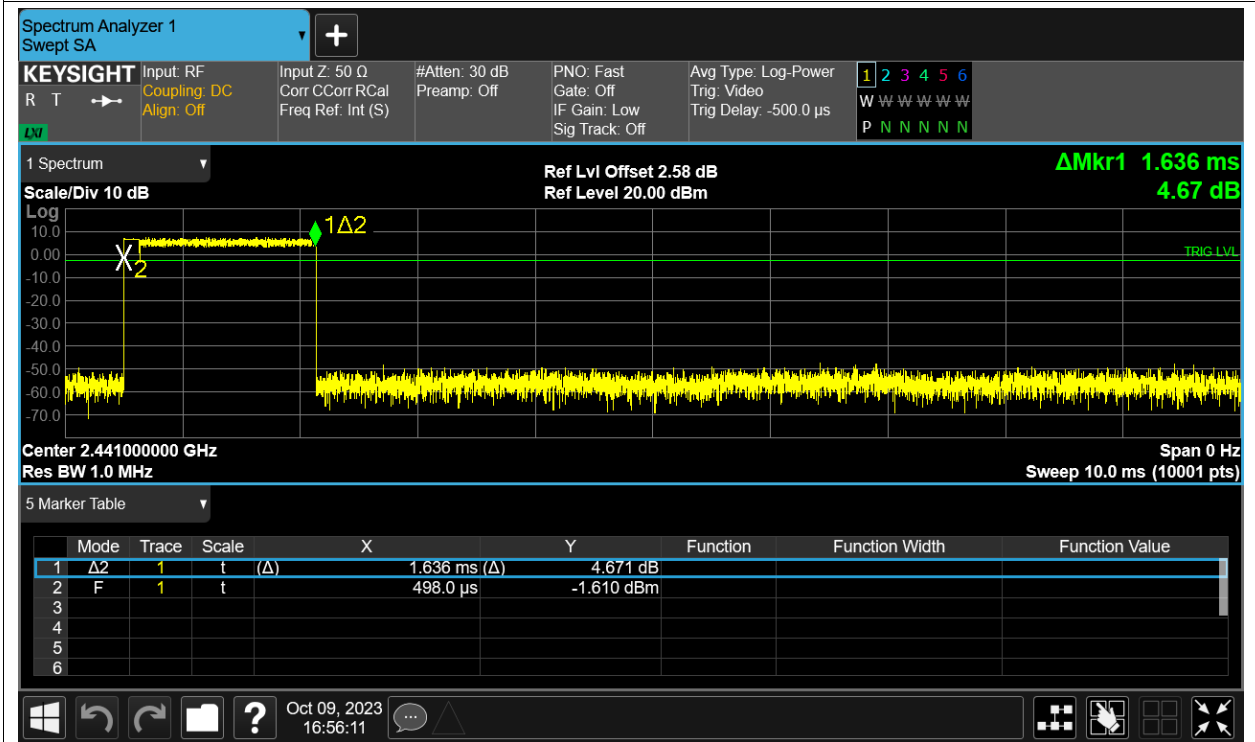 Spectrum Analyzer 1
Swept SA
+
KEYSIGHT Input: RF Input Z: 50 Ω #Atten: 30 dB PNO: Fast Avg Type: Log-Power 1 2 3 4 5 6
R T Coupling: DC Corr CCorr RCal Preamp: Off Gate: Off Trig: Video W W W W W W
Align: Off Freq Ref: Int (S) IF Gain: Low Trig Delay: -500.0 µs
LXI Sig Track: Off P N N N N N
1 Spectrum Ref Lvl Offset 2.58 dB ΔMkr1 1.636 ms
Scale/Div 10 dB Ref Level 20.00 dBm 4.67 dB
Log
1Δ2
10.0
0.00 TRIG LVL
X2
-10.0
-20.0
-30.0
-40.0
-50.0
-60.0
-70.0
Center 2.441000000 GHz Span 0 Hz
Res BW 1.0 MHz Sweep 10.0 ms (10001 pts)
5 Marker Table
Mode Trace Scale X Y Function Function Width Function Value
1 Δ2 1 t (Δ) 1.636 ms (Δ) 4.671 dB
2 F 1 t 498.0 µs -1.610 dBm
3
4
5
6
? Oct 09, 2023
16:56:11